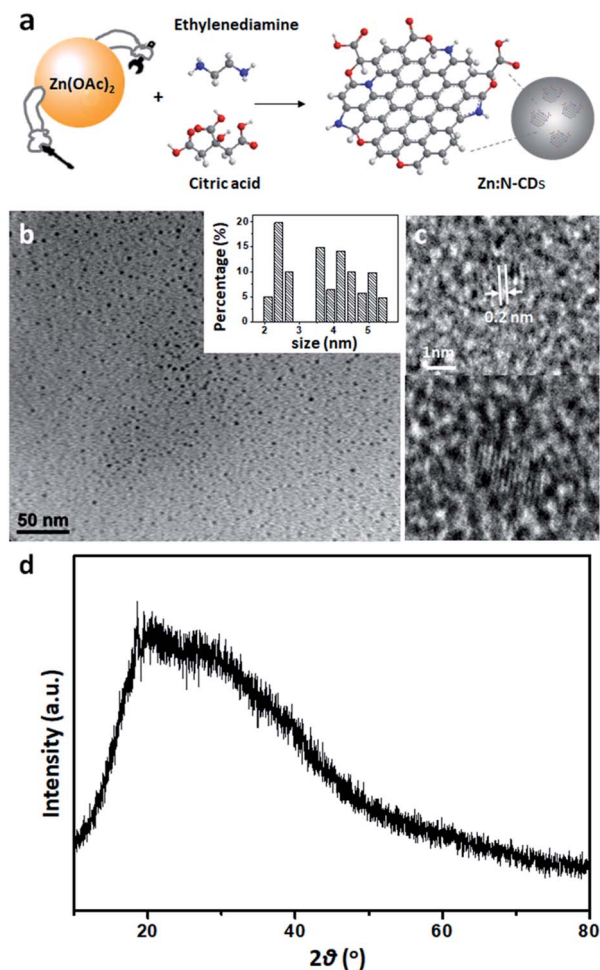 a
Ethylenediamine
Zn(OAc)2
+
Citric acid
Zn:N-CDs
b
Percentage (%)
20
15
10
5
0
2 3 4 5
size (nm)
50 nm
c
0.2 nm
1nm
d
Intensity (a.u.)
20 40 60 80
2ϑ (°)